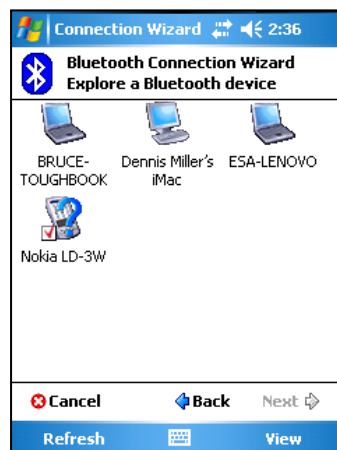 Connection Wizard 2:36
Bluetooth Connection Wizard
Explore a Bluetooth device
BRUCE- Dennis Miller's ESA-LENOVO
TOUGHBOOK iMac
Nokia LD-3W
Cancel Back Next
Refresh View